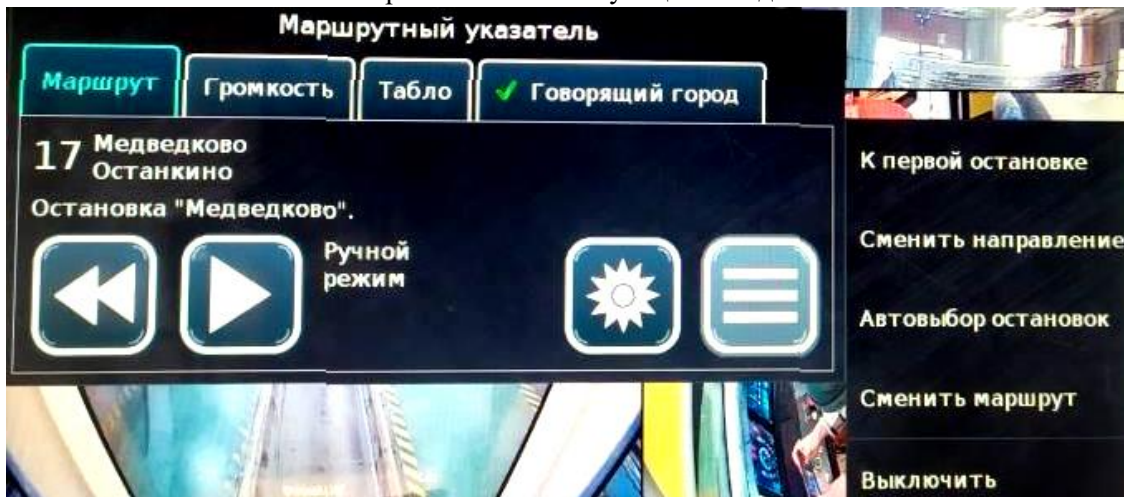 Маршрутный указатель
Маршрут
Громкость
Табло
Говорящий город
17 Медведково
Останкино
Остановка "Медведково".
Ручной
режим
К первой остановке
Сменить направление
Автовыбор остановок
Сменить маршрут
Выключить